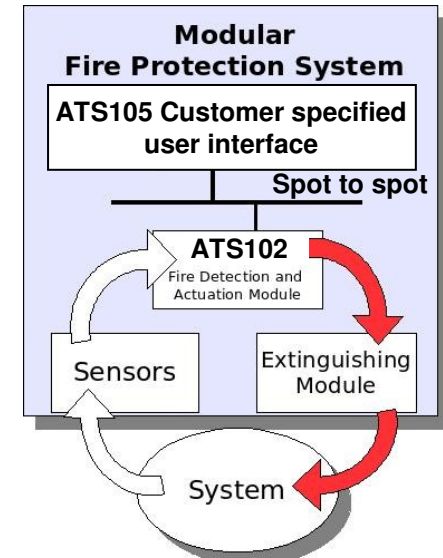 Modular
Fire Protection System
ATS105 Customer specified
user interface
Spot to spot
ATS102
Fire Detection and
Actuation Module
Sensors
Extinguishing
Module
System